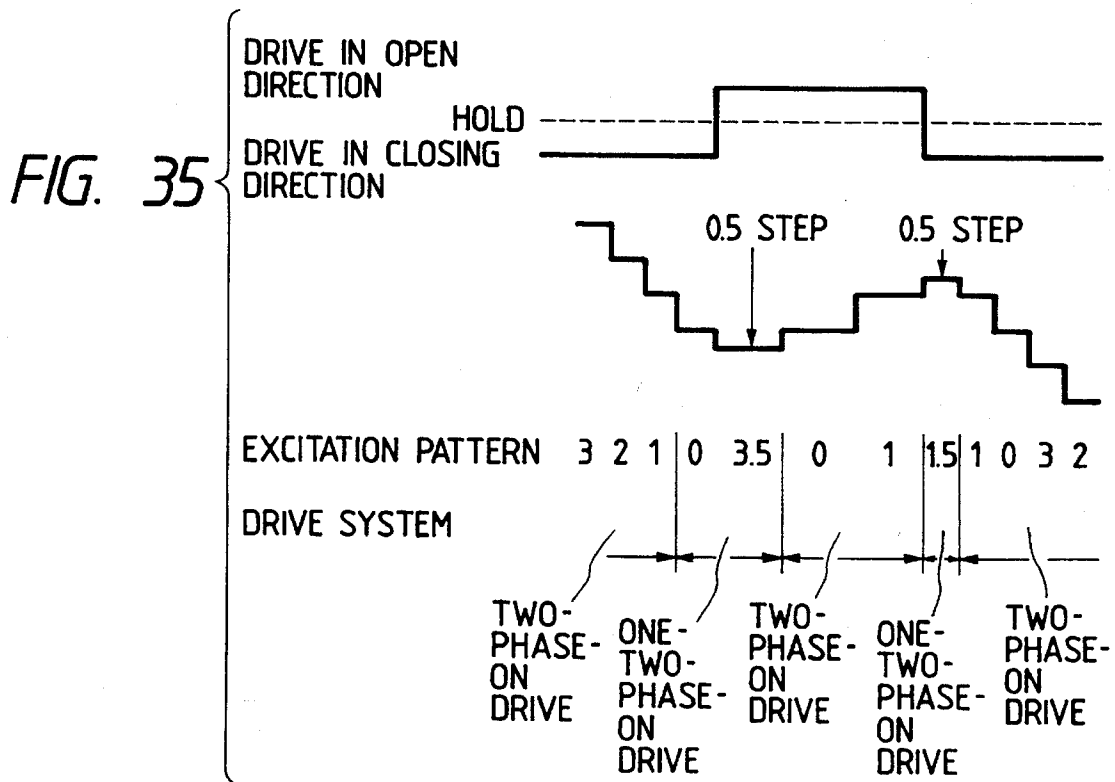 FIG. 35
DRIVE IN OPEN
DIRECTION
HOLD
DRIVE IN CLOSING
DIRECTION
0.5 STEP
0.5 STEP
EXCITATION PATTERN 3 2 1 0 3.5 0 1 1.5 1 0 3 2
DRIVE SYSTEM
TWO-
PHASE-
ON
DRIVE
ONE-
TWO-
PHASE-
ON
DRIVE
TWO-
PHASE-
ON
DRIVE
ONE-
TWO-
PHASE-
ON
DRIVE
TWO-
PHASE-
ON
DRIVE